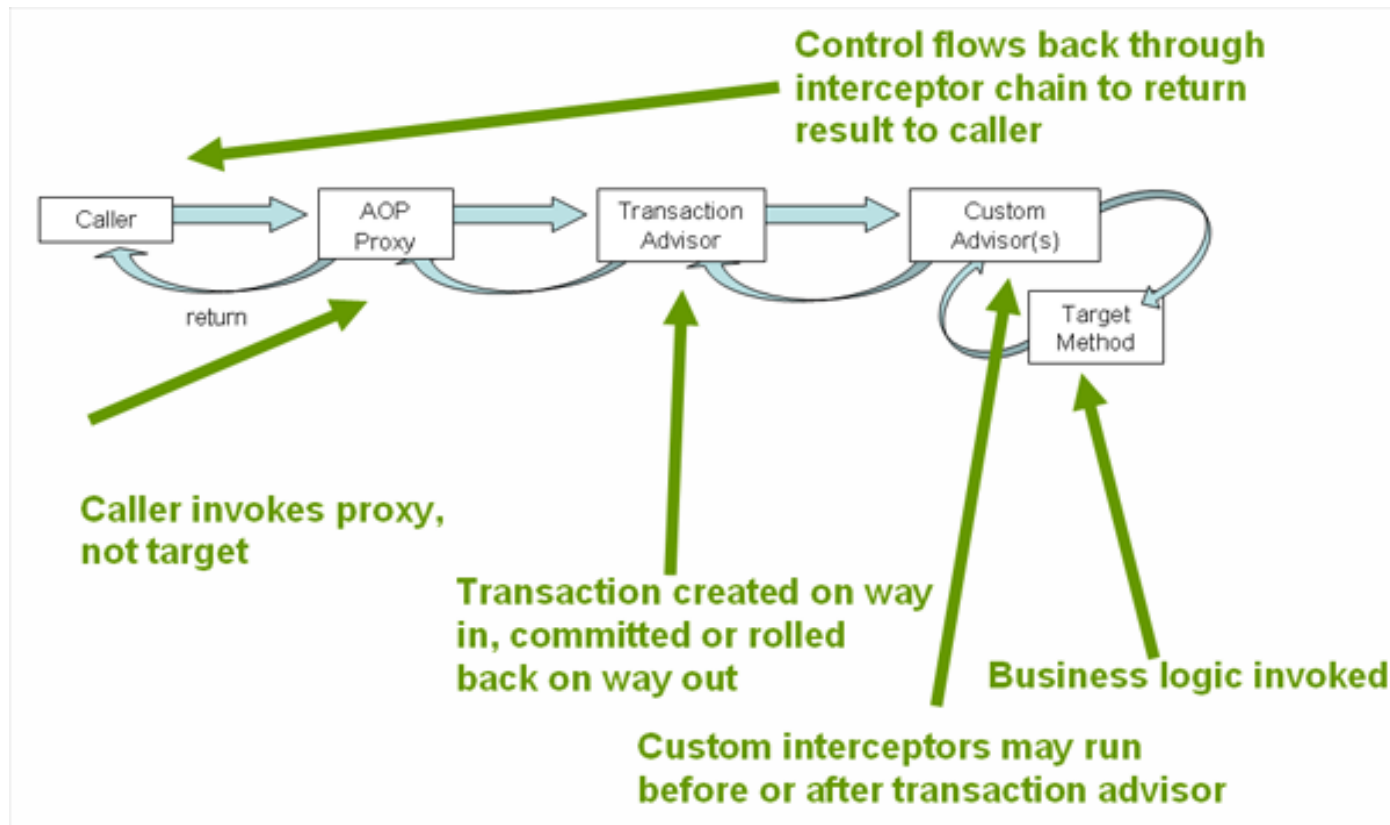 Control flows back through
interceptor chain to return
result to caller
Caller
AOP
Proxy
Transaction
Advisor
Custom
Advisor(s)
return
Target
Method
Caller invokes proxy,
not target
Transaction created on way
in, committed or rolled
back on way out
Business logic invoked
Custom interceptors may run
before or after transaction advisor